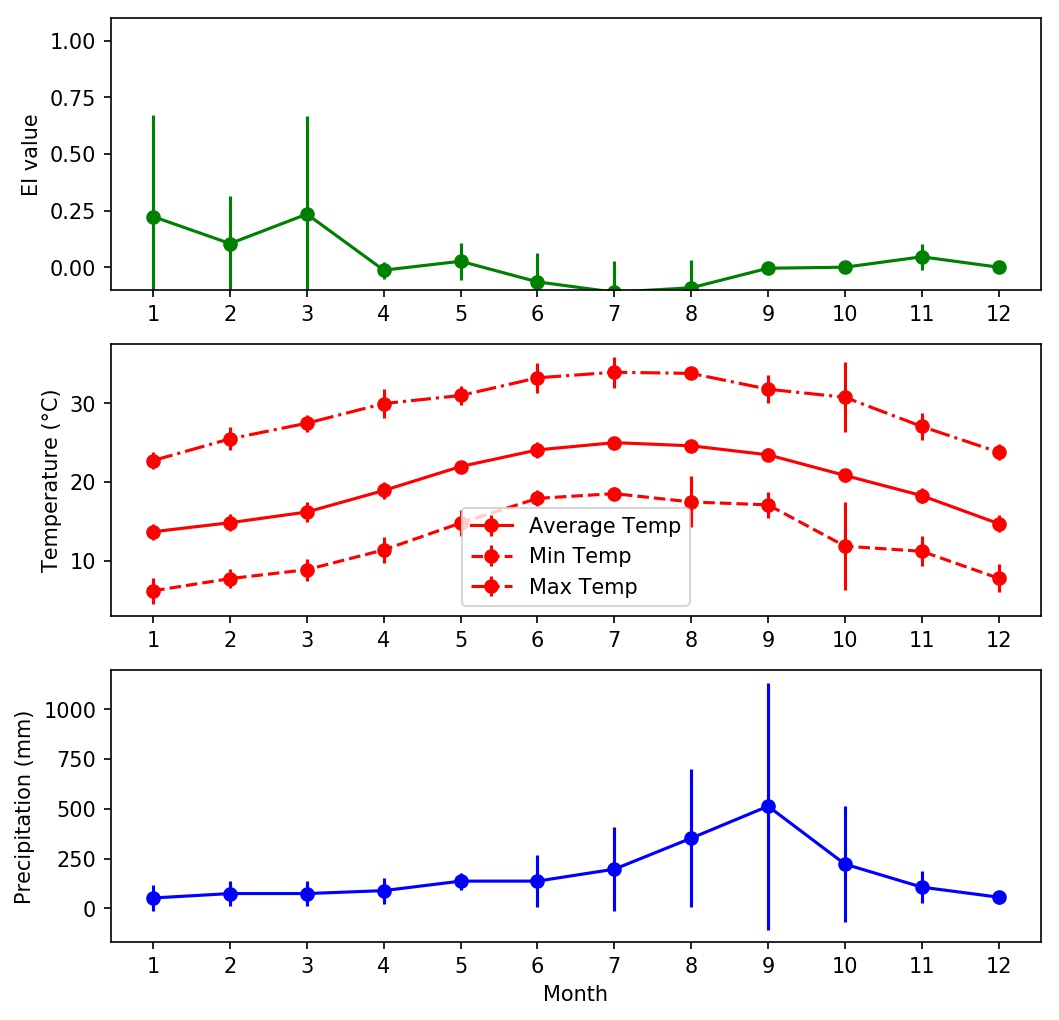 EI value
1.00
0.75
0.50
0.25
0.00
1 2 3 4 5 6 7 8 9 10 11 12
Temperature (°C)
30
20
10
Average Temp
Min Temp
Max Temp
1 2 3 4 5 6 7 8 9 10 11 12
Precipitation (mm)
1000
750
500
250
0
1 2 3 4 5 6 7 8 9 10 11 12
Month